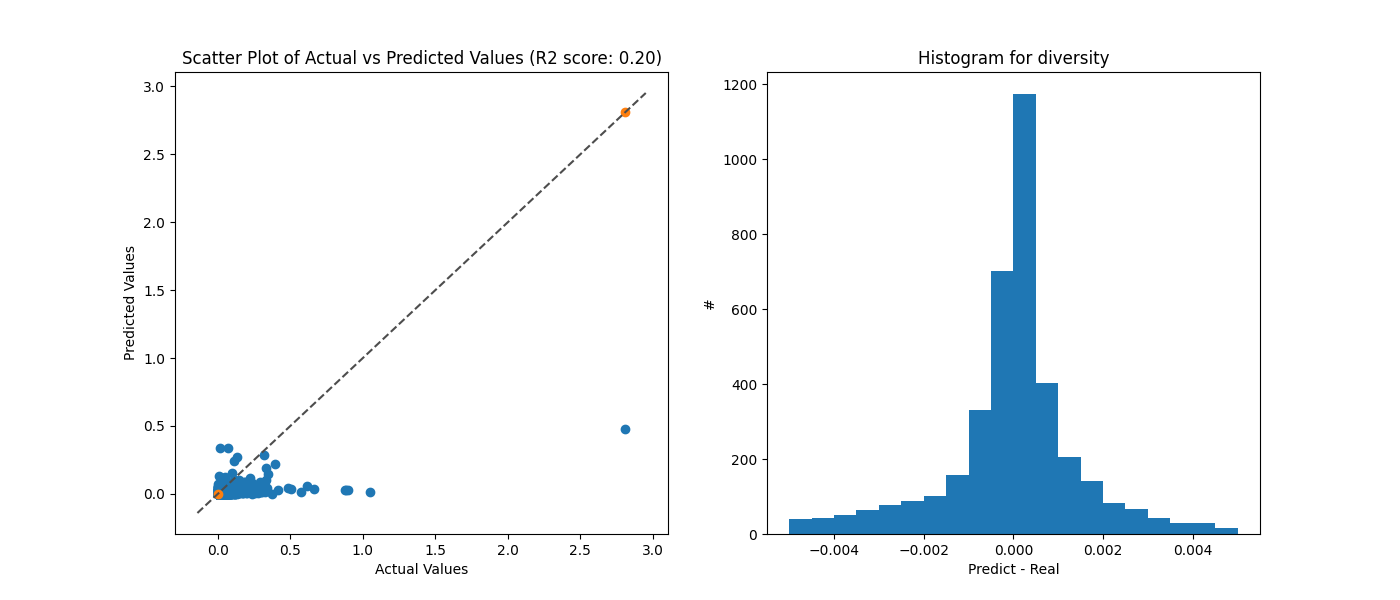 Scatter Plot of Actual vs Predicted Values (R2 score: 0.20)
3.0
2.5
2.0
1.5
1.0
0.5
0.0
Predicted Values
0.0 0.5 1.0 1.5 2.0 2.5 3.0
Actual Values
Histogram for diversity
1200
1000
800
600
400
200
0
#
−0.004 −0.002 0.000 0.002 0.004
Predict - Real